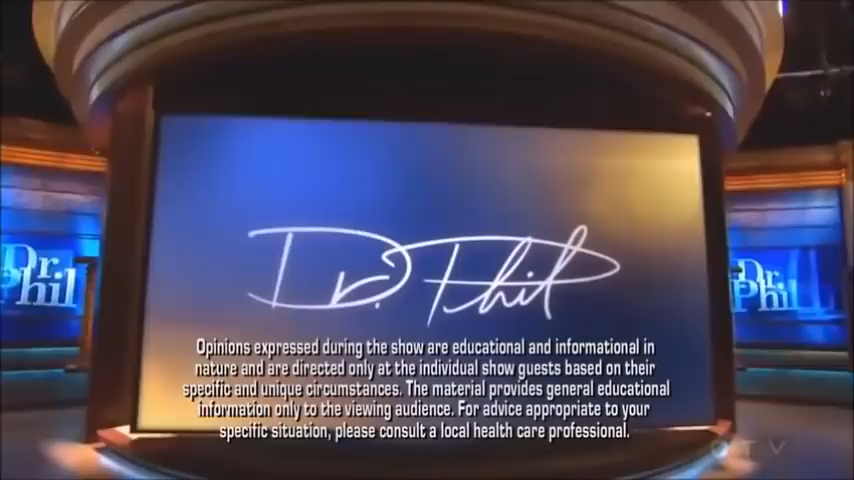 Dr. Phil
Dr.
Phil
Dr.
Phil
Opinions expressed during the show are educational and informational in
nature and are directed only at the individual show guests based on their
specific and unique circumstances. The material provides general educational
information only to the viewing audience. For advice appropriate to your
specific situation, please consult a local health care professional.
CTV